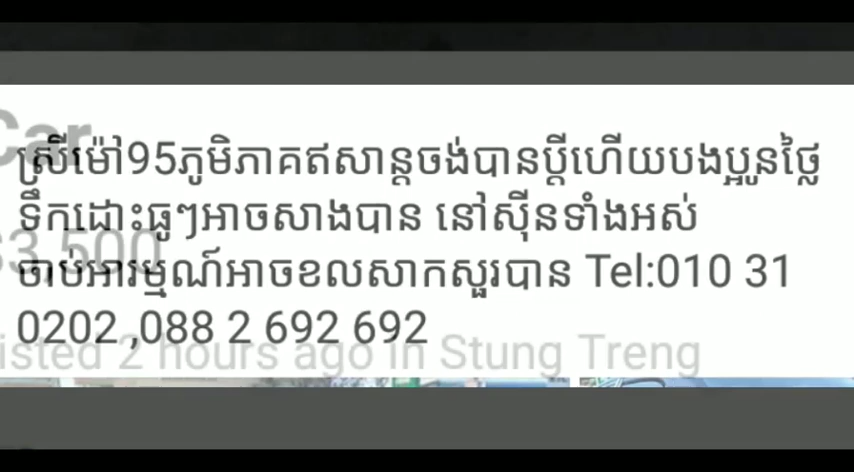 Car
ស្រីម៉ៅ95ភូមិភាគឥសាន្តចង់បានប្ដីហើយបងប្អូនថ្លៃ
ទឹកដោះធូៗអាចសាងបាន នៅស៊ីនទាំងអស់
$3,500
ចាប់អារម្មណ៍អាចខលសាកសួរបាន Tel:010 31
0202 ,088 2 692 692
isted 2 hours ago in Stung Treng